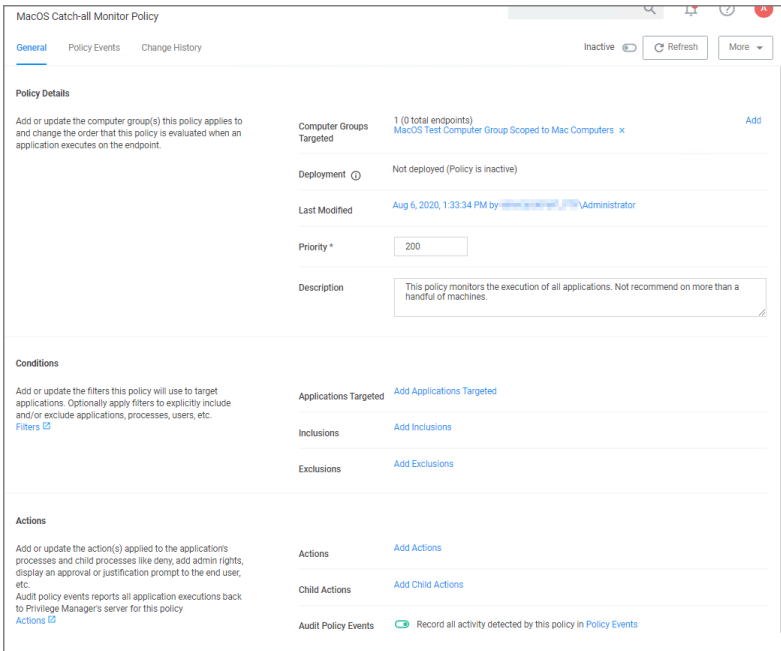 MacOS Catch-all Monitor Policy
A
General
Policy Events
Change History
Inactive
Refresh
More
Policy Details
Add or update the computer group(s) this policy applies to
and change the order that this policy is evaluated when an
application executes on the endpoint.
Computer Groups
Targeted
1 (0 total endpoints)
MacOS Test Computer Group Scoped to Mac Computers ×
Add
Deployment
Not deployed (Policy is inactive)
Last Modified
Aug 6, 2020, 1:33:34 PM by \Administrator
Priority *
200
Description
This policy monitors the execution of all applications. Not recommend on more than a
handful of machines.
Conditions
Add or update the filters this policy will use to target
applications. Optionally apply filters to explicitly include
and/or exclude applications, processes, users, etc.
Filters
Applications Targeted
Add Applications Targeted
Inclusions
Add Inclusions
Exclusions
Add Exclusions
Actions
Add or update the action(s) applied to the application's
processes and child processes like deny, add admin rights,
display an approval or justification prompt to the end user,
etc.
Audit policy events reports all application executions back
to Privilege Manager's server for this policy
Actions
Actions
Add Actions
Child Actions
Add Child Actions
Audit Policy Events
Record all activity detected by this policy in Policy Events